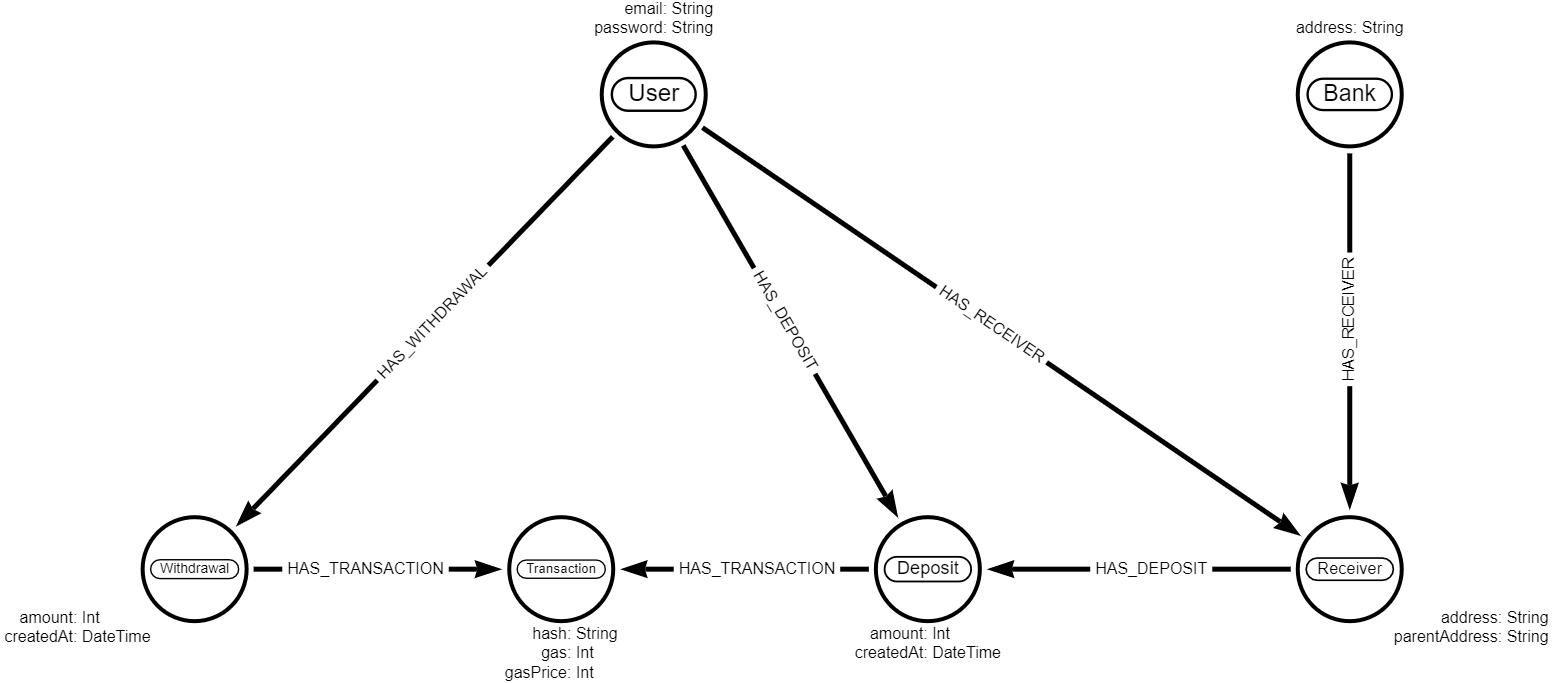 email: String
password: String
address: String
User
Bank
HAS_WITHDRAWAL
HAS_DEPOSIT
HAS_RECEIVER
HAS_RECEIVER
Withdrawal
HAS_TRANSACTION
Transaction
HAS_TRANSACTION
Deposit
HAS_DEPOSIT
Receiver
amount: Int
createdAt: DateTime
hash: String
gas: Int
gasPrice: Int
amount: Int
createdAt: DateTime
address: String
parentAddress: String